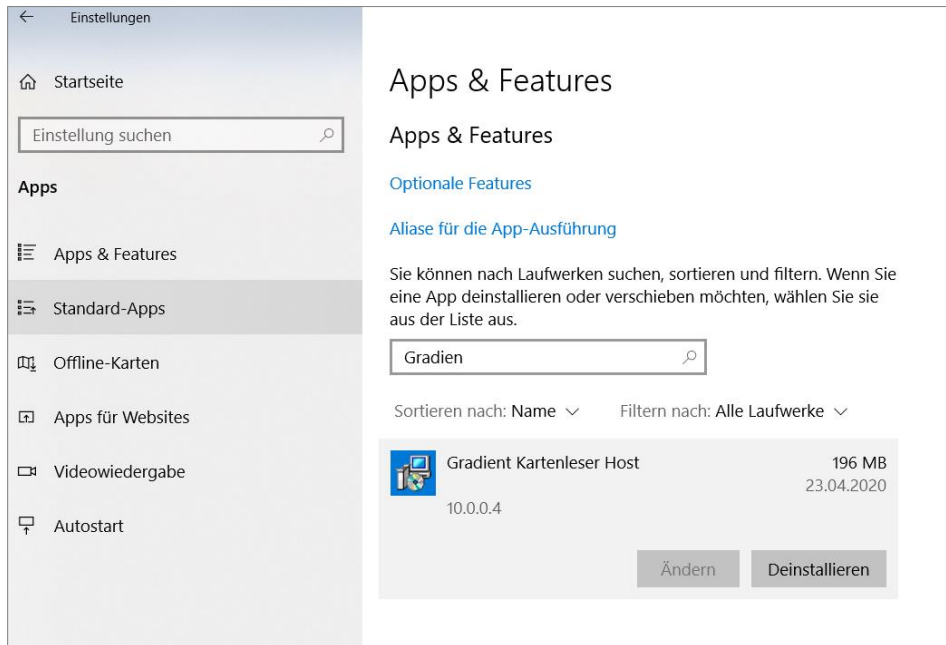 Einstellungen
Startseite
Einstellung suchen
Apps
Apps & Features
Standard-Apps
Offline-Karten
Apps für Websites
Videowiedergabe
Autostart
Apps & Features
Apps & Features
Optionale Features
Aliase für die App-Ausführung
Sie können nach Laufwerken suchen, sortieren und filtern. Wenn Sie
eine App deinstallieren oder verschieben möchten, wählen Sie sie
aus der Liste aus.
Gradien
Sortieren nach: Name Filtern nach: Alle Laufwerke
Gradient Kartenleser Host 196 MB
23.04.2020
10.0.0.4
Ändern Deinstallieren